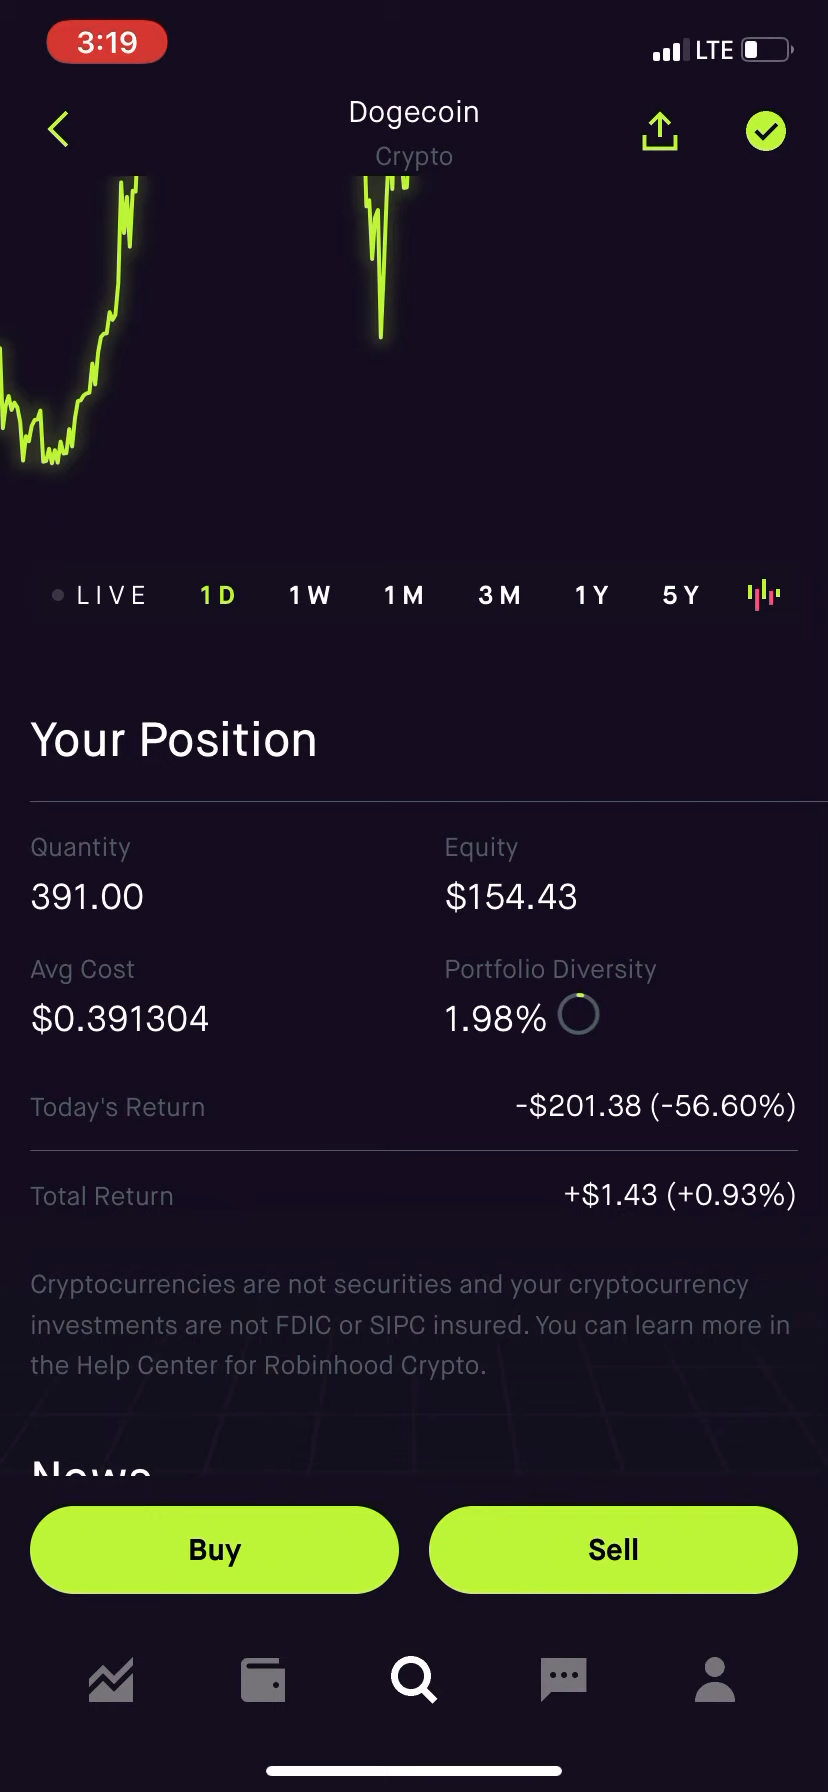 3:19
LTE
Dogecoin
Crypto
LIVE 1D 1W 1M 3M 1Y 5Y
Your Position
Quantity Equity
391.00 $154.43
Avg Cost Portfolio Diversity
$0.391304 1.98%
Today's Return -$201.38 (-56.60%)
Total Return +$1.43 (+0.93%)
Cryptocurrencies are not securities and your cryptocurrency
investments are not FDIC or SIPC insured. You can learn more in
the Help Center for Robinhood Crypto.
News
Buy Sell